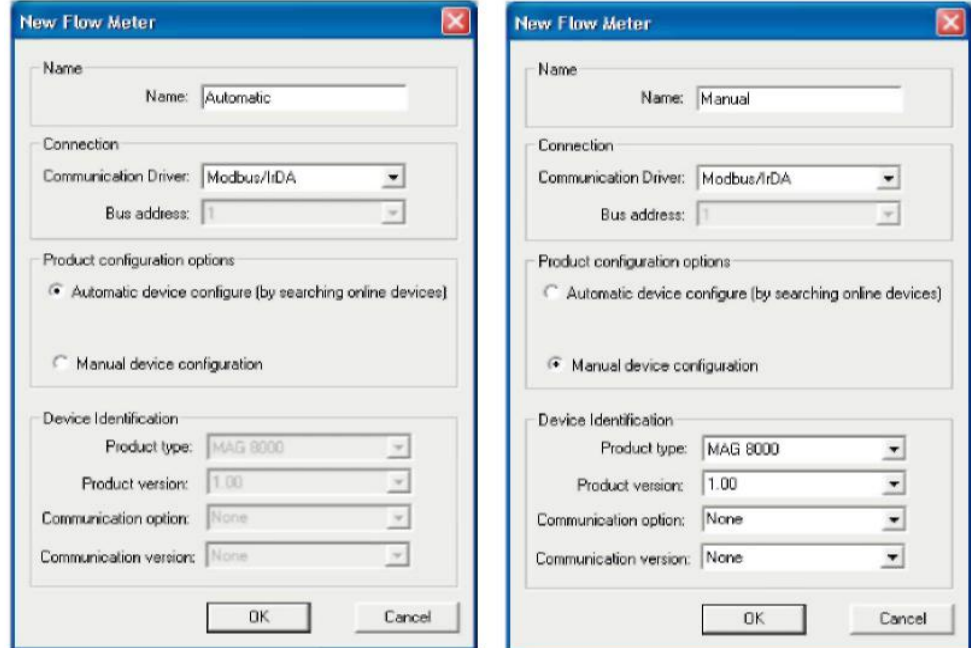 New Flow Meter
Name
Name: Automatic
Connection
Communication Driver: Modbus/IrDA
Bus address: 1
Product configuration options
Automatic device configure (by searching online devices)
Manual device configuration
Device Identification
Product type: MAG 8000
Product version: 1.00
Communication option: None
Communication version: None
OK Cancel
New Flow Meter
Name
Name: Manual
Connection
Communication Driver: Modbus/IrDA
Bus address: 1
Product configuration options
Automatic device configure (by searching online devices)
Manual device configuration
Device Identification
Product type: MAG 8000
Product version: 1.00
Communication option: None
Communication version: None
OK Cancel